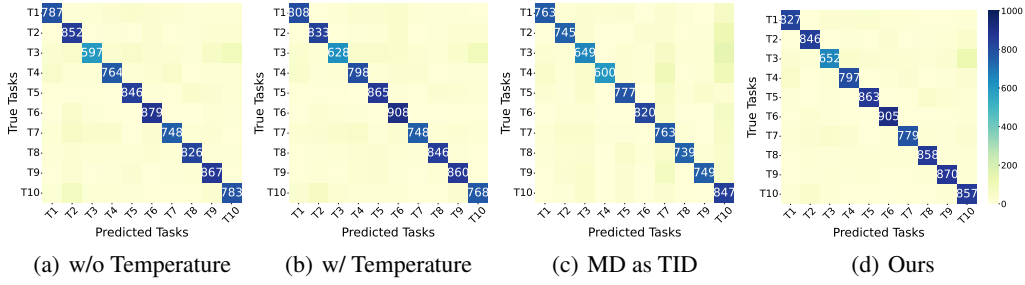 T1 787
T2 852
T3 597
T4 764
T5 846
T6 879
T7 748
T8 826
T9 867
T10 783
True Tasks
T1 T2 T3 T4 T5 T6 T7 T8 T9 T10
Predicted Tasks
(a) w/o Temperature
T1 808
T2 833
T3 628
T4 798
T5 865
T6 908
T7 748
T8 846
T9 860
T10 768
True Tasks
T1 T2 T3 T4 T5 T6 T7 T8 T9 T10
Predicted Tasks
(b) w/ Temperature
T1 763
T2 745
T3 649
T4 600
T5 777
T6 820
T7 763
T8 739
T9 749
T10 847
True Tasks
T1 T2 T3 T4 T5 T6 T7 T8 T9 T10
Predicted Tasks
(c) MD as TID
T1 827
T2 846
T3 652
T4 797
T5 863
T6 905
T7 779
T8 858
T9 870
T10 857
True Tasks
T1 T2 T3 T4 T5 T6 T7 T8 T9 T10
Predicted Tasks
(d) Ours
1000
800
600
400
200
0